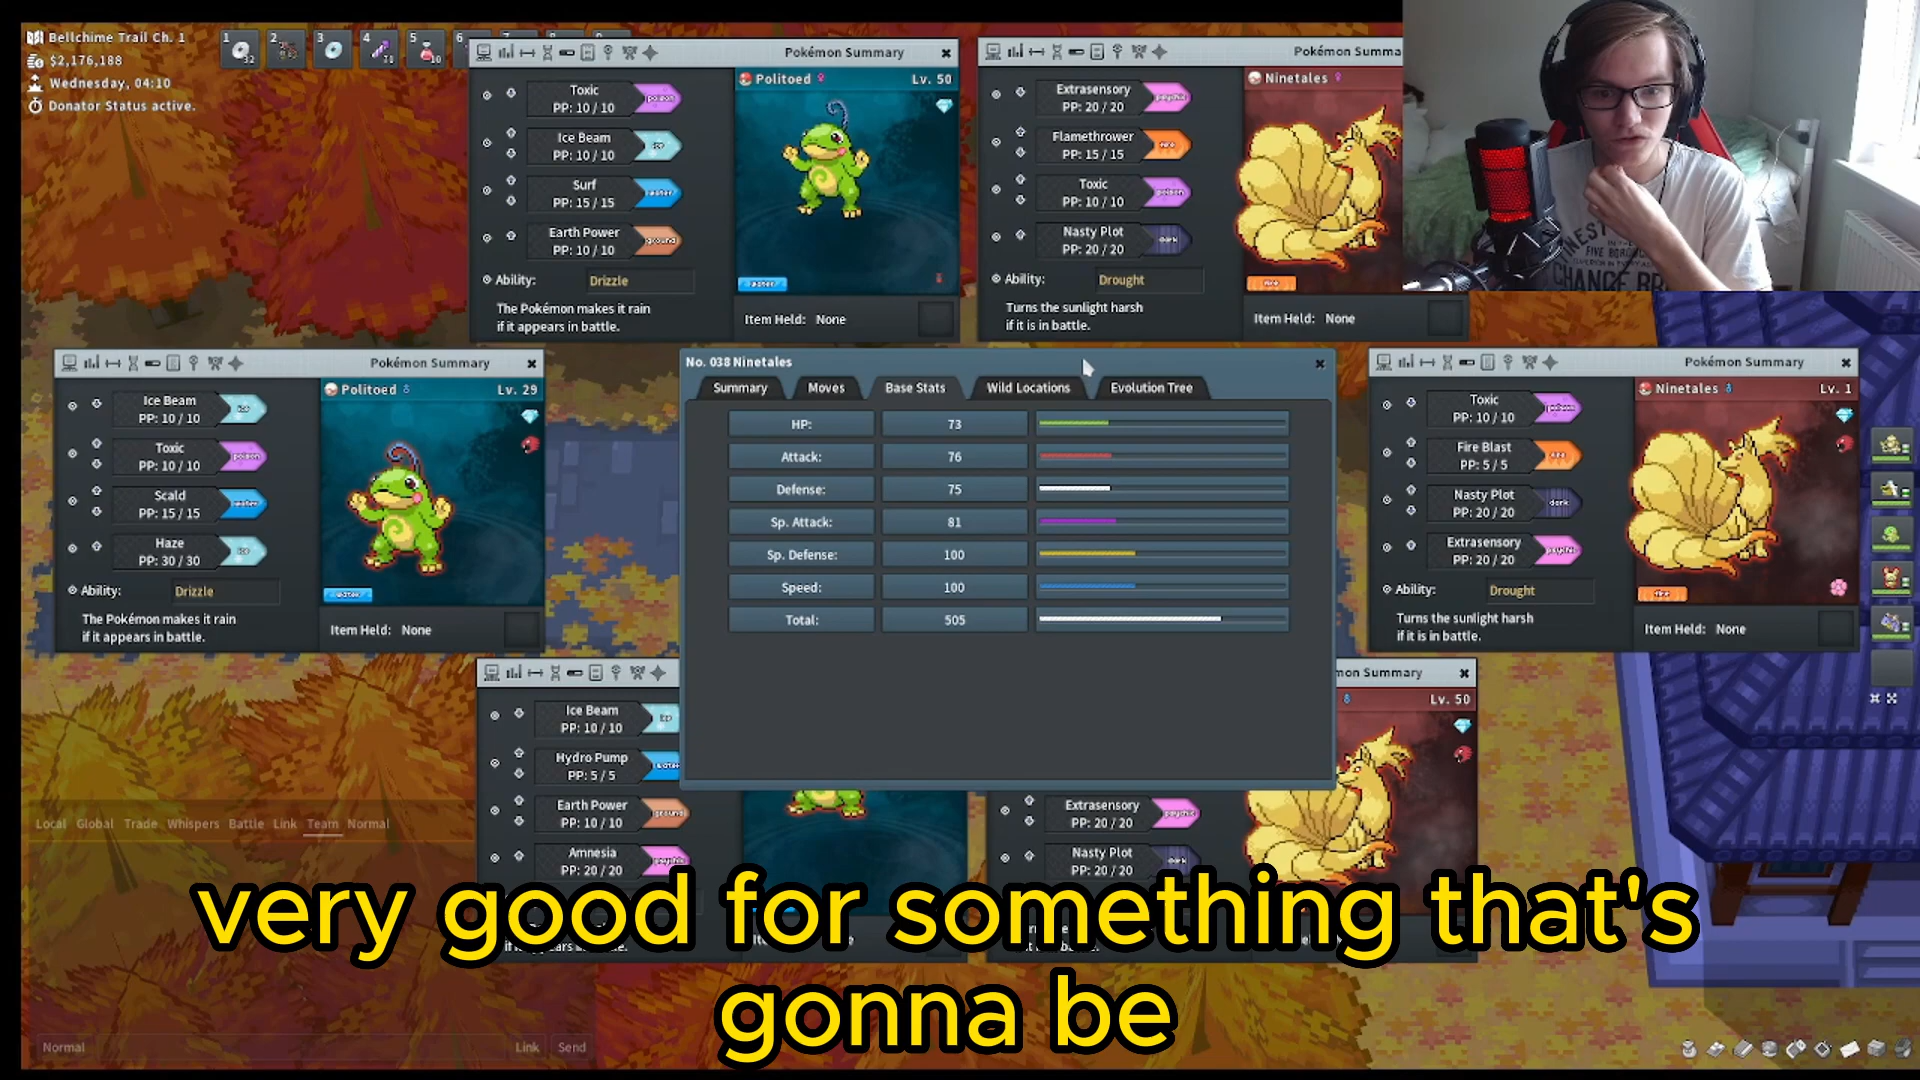 Bellchime Trail Ch. 1
$2,176,188
Wednesday, 04:10
Donator Status active.
1 2 3 4 5 6
32 10
Pokémon Summary
Toxic
PP: 10 / 10
Ice Beam
PP: 10 / 10
Surf
PP: 15 / 15
Earth Power
PP: 10 / 10
Ability: Drizzle
The Pokémon makes it rain
if it appears in battle.
Politoed Lv. 50
Item Held: None
Pokémon Summa
Extrasensory
PP: 20 / 20
Flamethrower
PP: 15 / 15
Toxic
PP: 10 / 10
Nasty Plot
PP: 20 / 20
Ability: Drought
Turns the sunlight harsh
if it is in battle.
Ninetales
Item Held: None
FIVE BOROUGH
CHANGE BR
Pokémon Summary
Ice Beam
PP: 10 / 10
Toxic
PP: 10 / 10
Scald
PP: 15 / 15
Haze
PP: 30 / 30
Ability: Drizzle
The Pokémon makes it rain
if it appears in battle.
Politoed Lv. 29
Item Held: None
No. 038 Ninetales
Summary Moves Base Stats Wild Locations Evolution Tree
HP: 73
Attack: 76
Defense: 75
Sp. Attack: 81
Sp. Defense: 100
Speed: 100
Total: 505
Pokémon Summary
Toxic
PP: 10 / 10
Fire Blast
PP: 5 / 5
Nasty Plot
PP: 20 / 20
Extrasensory
PP: 20 / 20
Ability: Drought
Turns the sunlight harsh
if it is in battle.
Ninetales Lv. 1
Item Held: None
Ice Beam
PP: 10 / 10
Hydro Pump
PP: 5 / 5
Earth Power
PP: 10 / 10
Amnesia
PP: 20 / 20
mon Summary
Lv. 50
Extrasensory
PP: 20 / 20
Nasty Plot
PP: 20 / 20
Local Global Trade Whispers Battle Link Team Normal
very good for something that's
gonna be
Normal Link Send